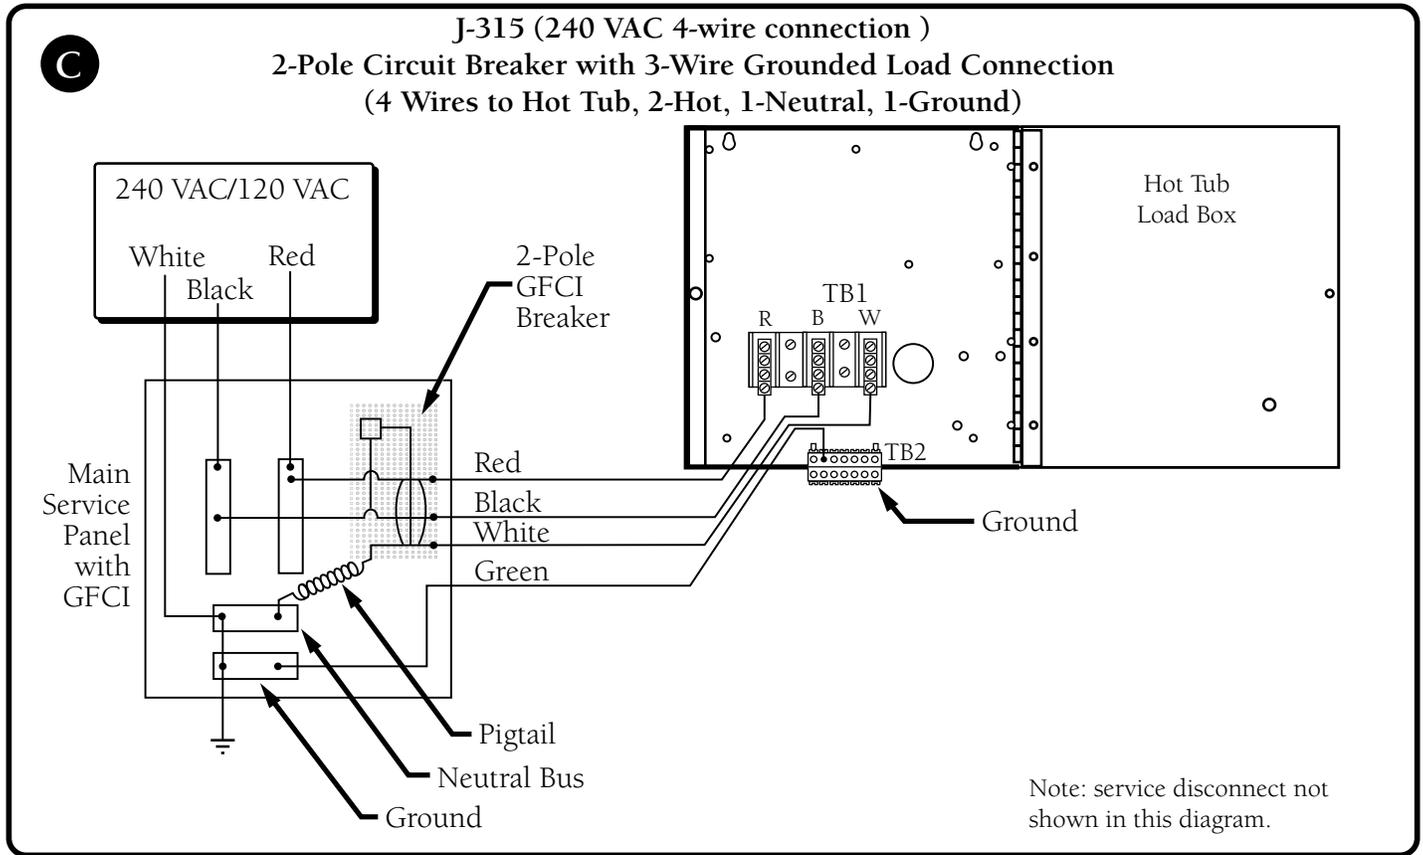 C
J-315 (240 VAC 4-wire connection )
2-Pole Circuit Breaker with 3-Wire Grounded Load Connection
(4 Wires to Hot Tub, 2-Hot, 1-Neutral, 1-Ground)
240 VAC/120 VAC
White
Red
Black
2-Pole
GFCI
Breaker
Hot Tub
Load Box
TB1
R
B
W
TB2
Ground
Main
Service
Panel
with
GFCI
Red
Black
White
Green
Pigtail
Neutral Bus
Ground
Note: service disconnect not
shown in this diagram.